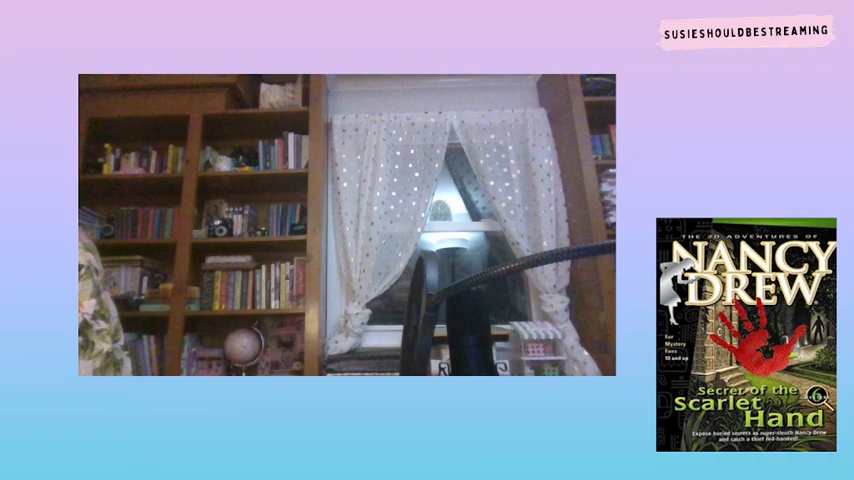 SUSIESHOULDBESTREAMING
THE 3D ADVENTURES OF
NANCY
DREW
For
Mystery
Fans
10 and up
6
Secret of the
Scarlet
Hand
Expose buried secrets as super-sleuth Nancy Drew
and catch a thief red-handed!